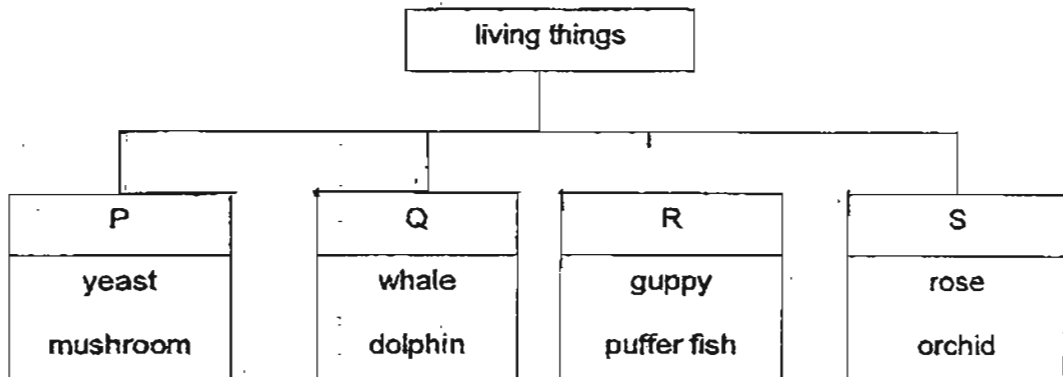 living things
P Q R S
yeast whale guppy rose
mushroom dolphin puffer fish orchid